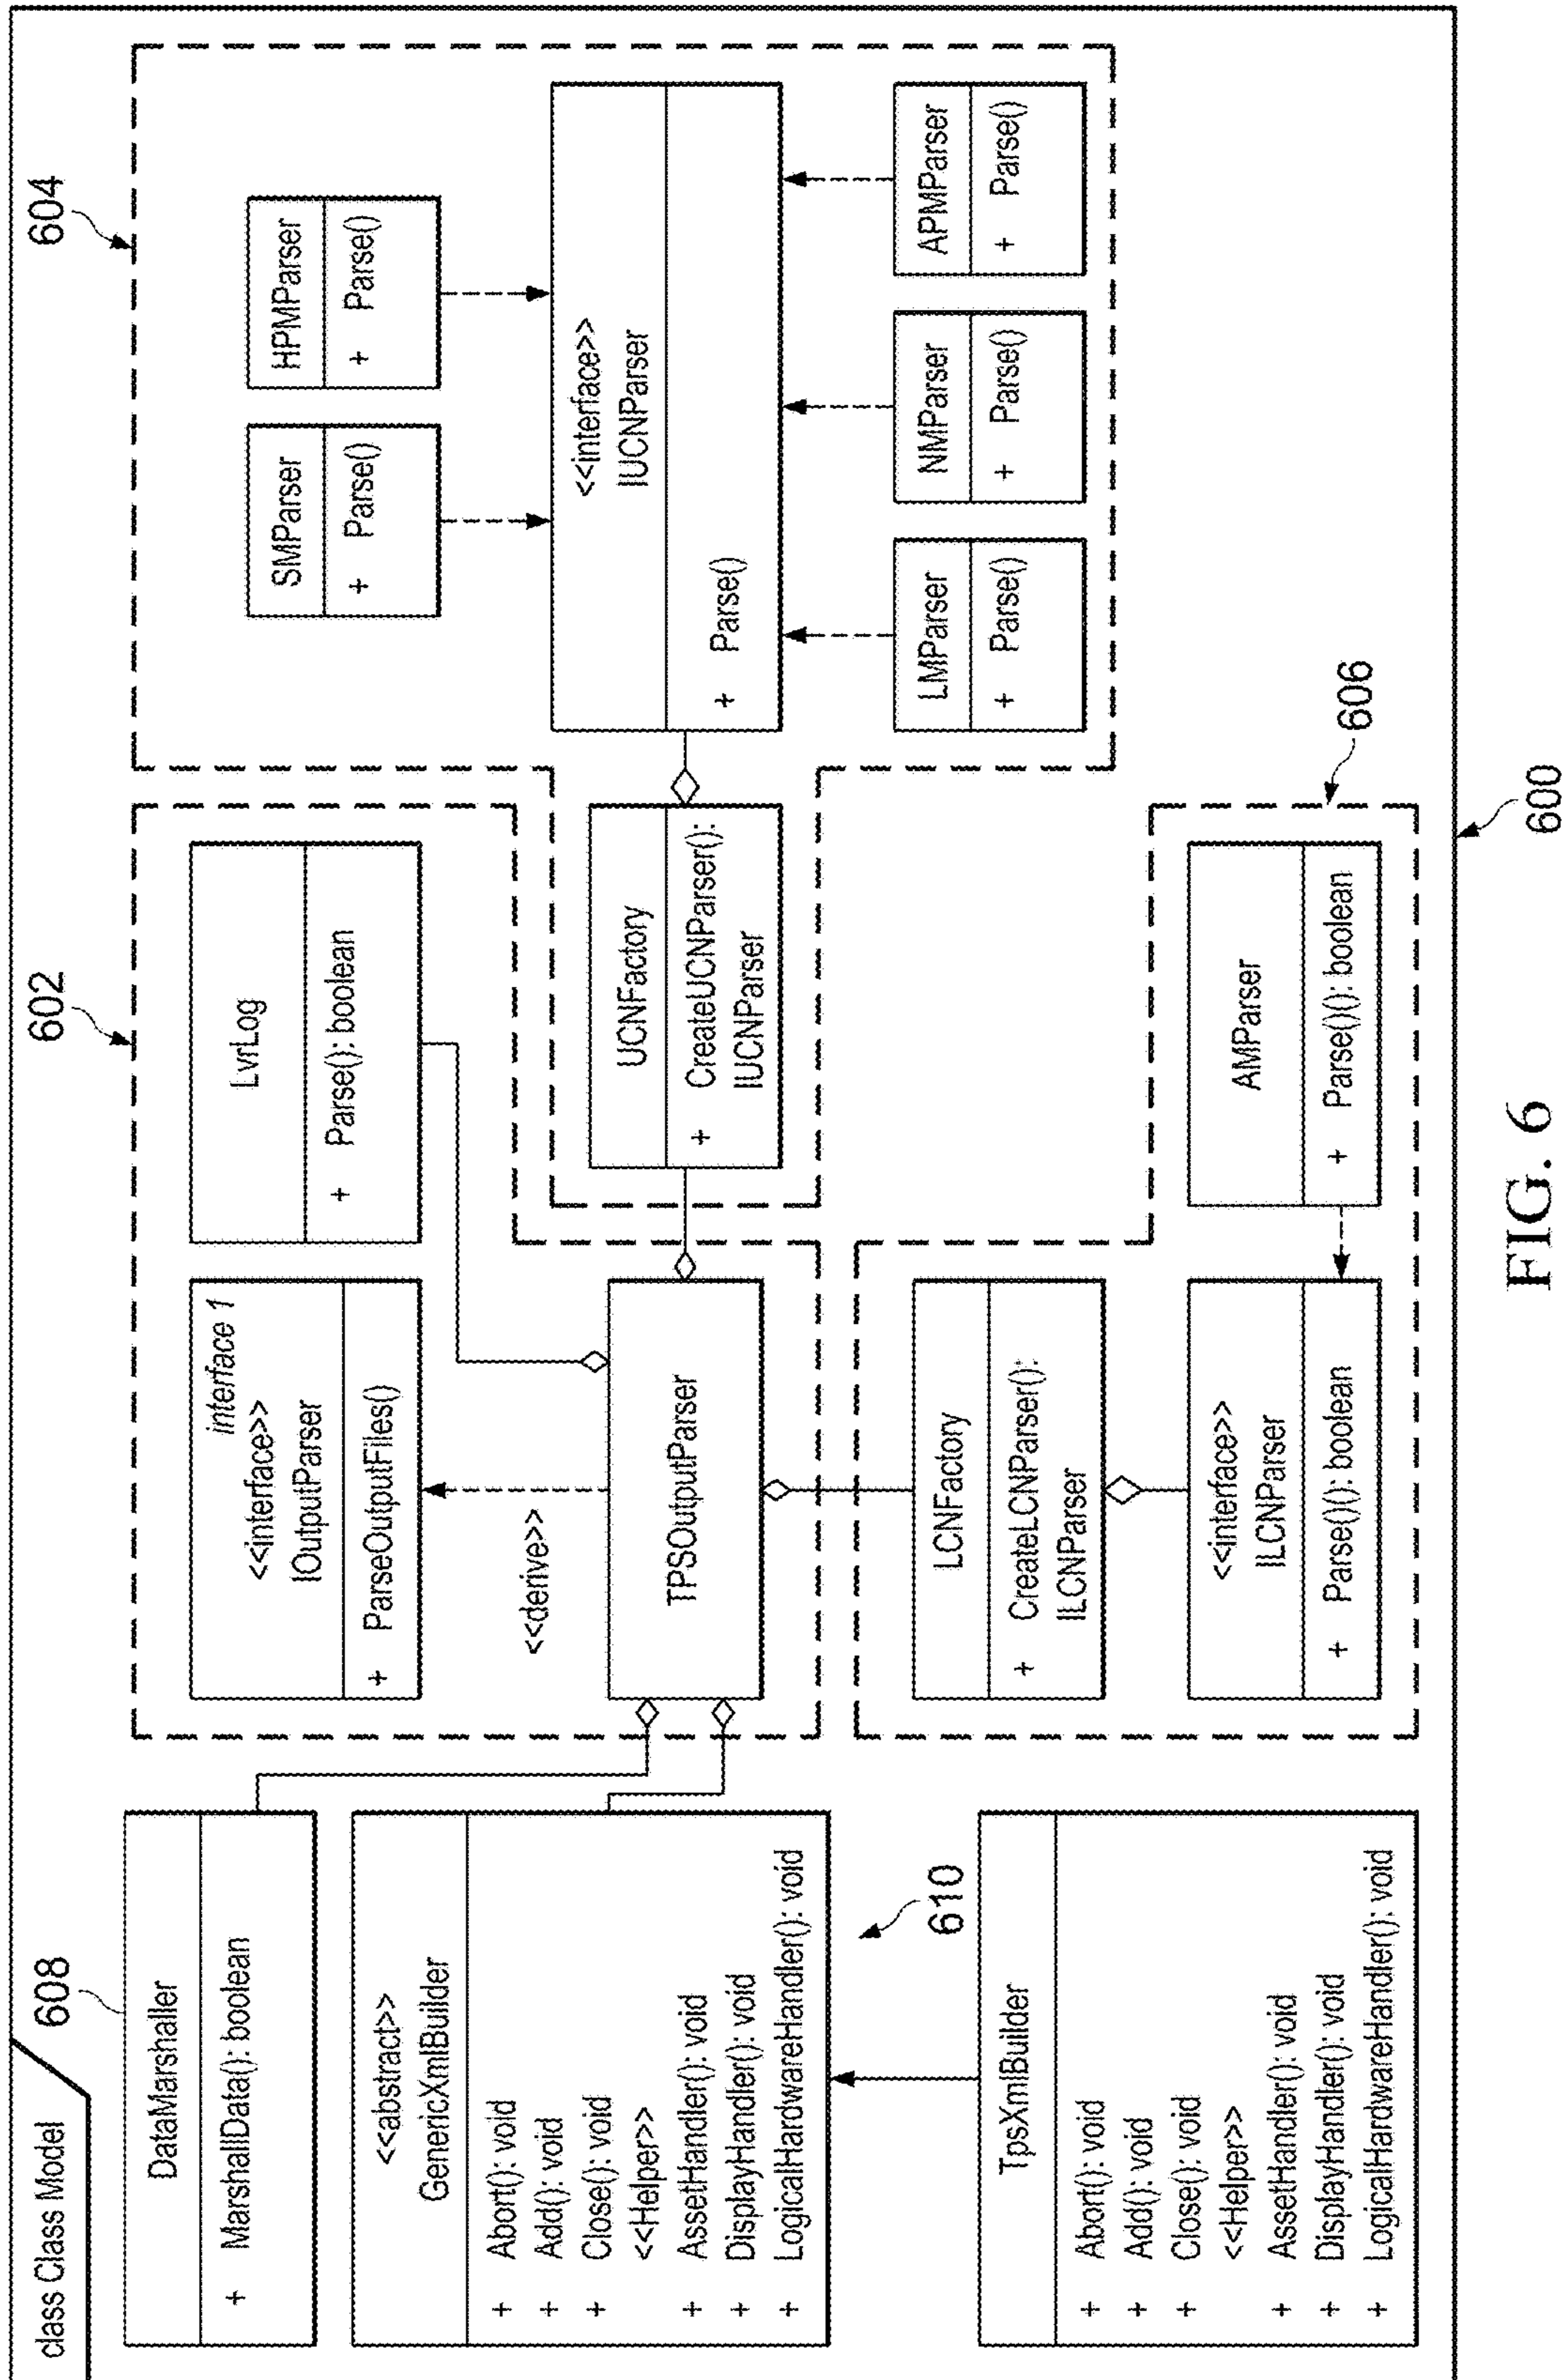 class Class Model
608
DataMarshaller
+ MarshallData(): boolean
<<abstract>>
GenericXmlBuilder
+ Abort(): void
+ Add(): void
+ Close(): void
<<Helper>>
+ AssetHandler(): void
+ DisplayHandler(): void
+ LogicalHardwareHandler(): void
610
TpsXmlBuilder
+ Abort(): void
+ Add(): void
+ Close(): void
<<Helper>>
+ AssetHandler(): void
+ DisplayHandler(): void
+ LogicalHardwareHandler(): void
602
interface 1
<<interface>>
IOutputParser
+ ParseOutputFiles()
LvrLog
+ Parse(): boolean
<<derive>>
TPSOutputParser
604
UCNFactory
+ CreateUCNParser():
IUCNParser
SMParser
+ Parse()
HPMParser
+ Parse()
<<interface>>
IUCNParser
+ Parse()
LMParser
+ Parse()
NMParser
+ Parse()
APMParser
+ Parse()
LCNFactory
+ CreateLCNParser():
ILCNParser
<<interface>>
ILCNParser
+ Parse()(): boolean
AMParser
+ Parse()(): boolean
606
600
FIG. 6